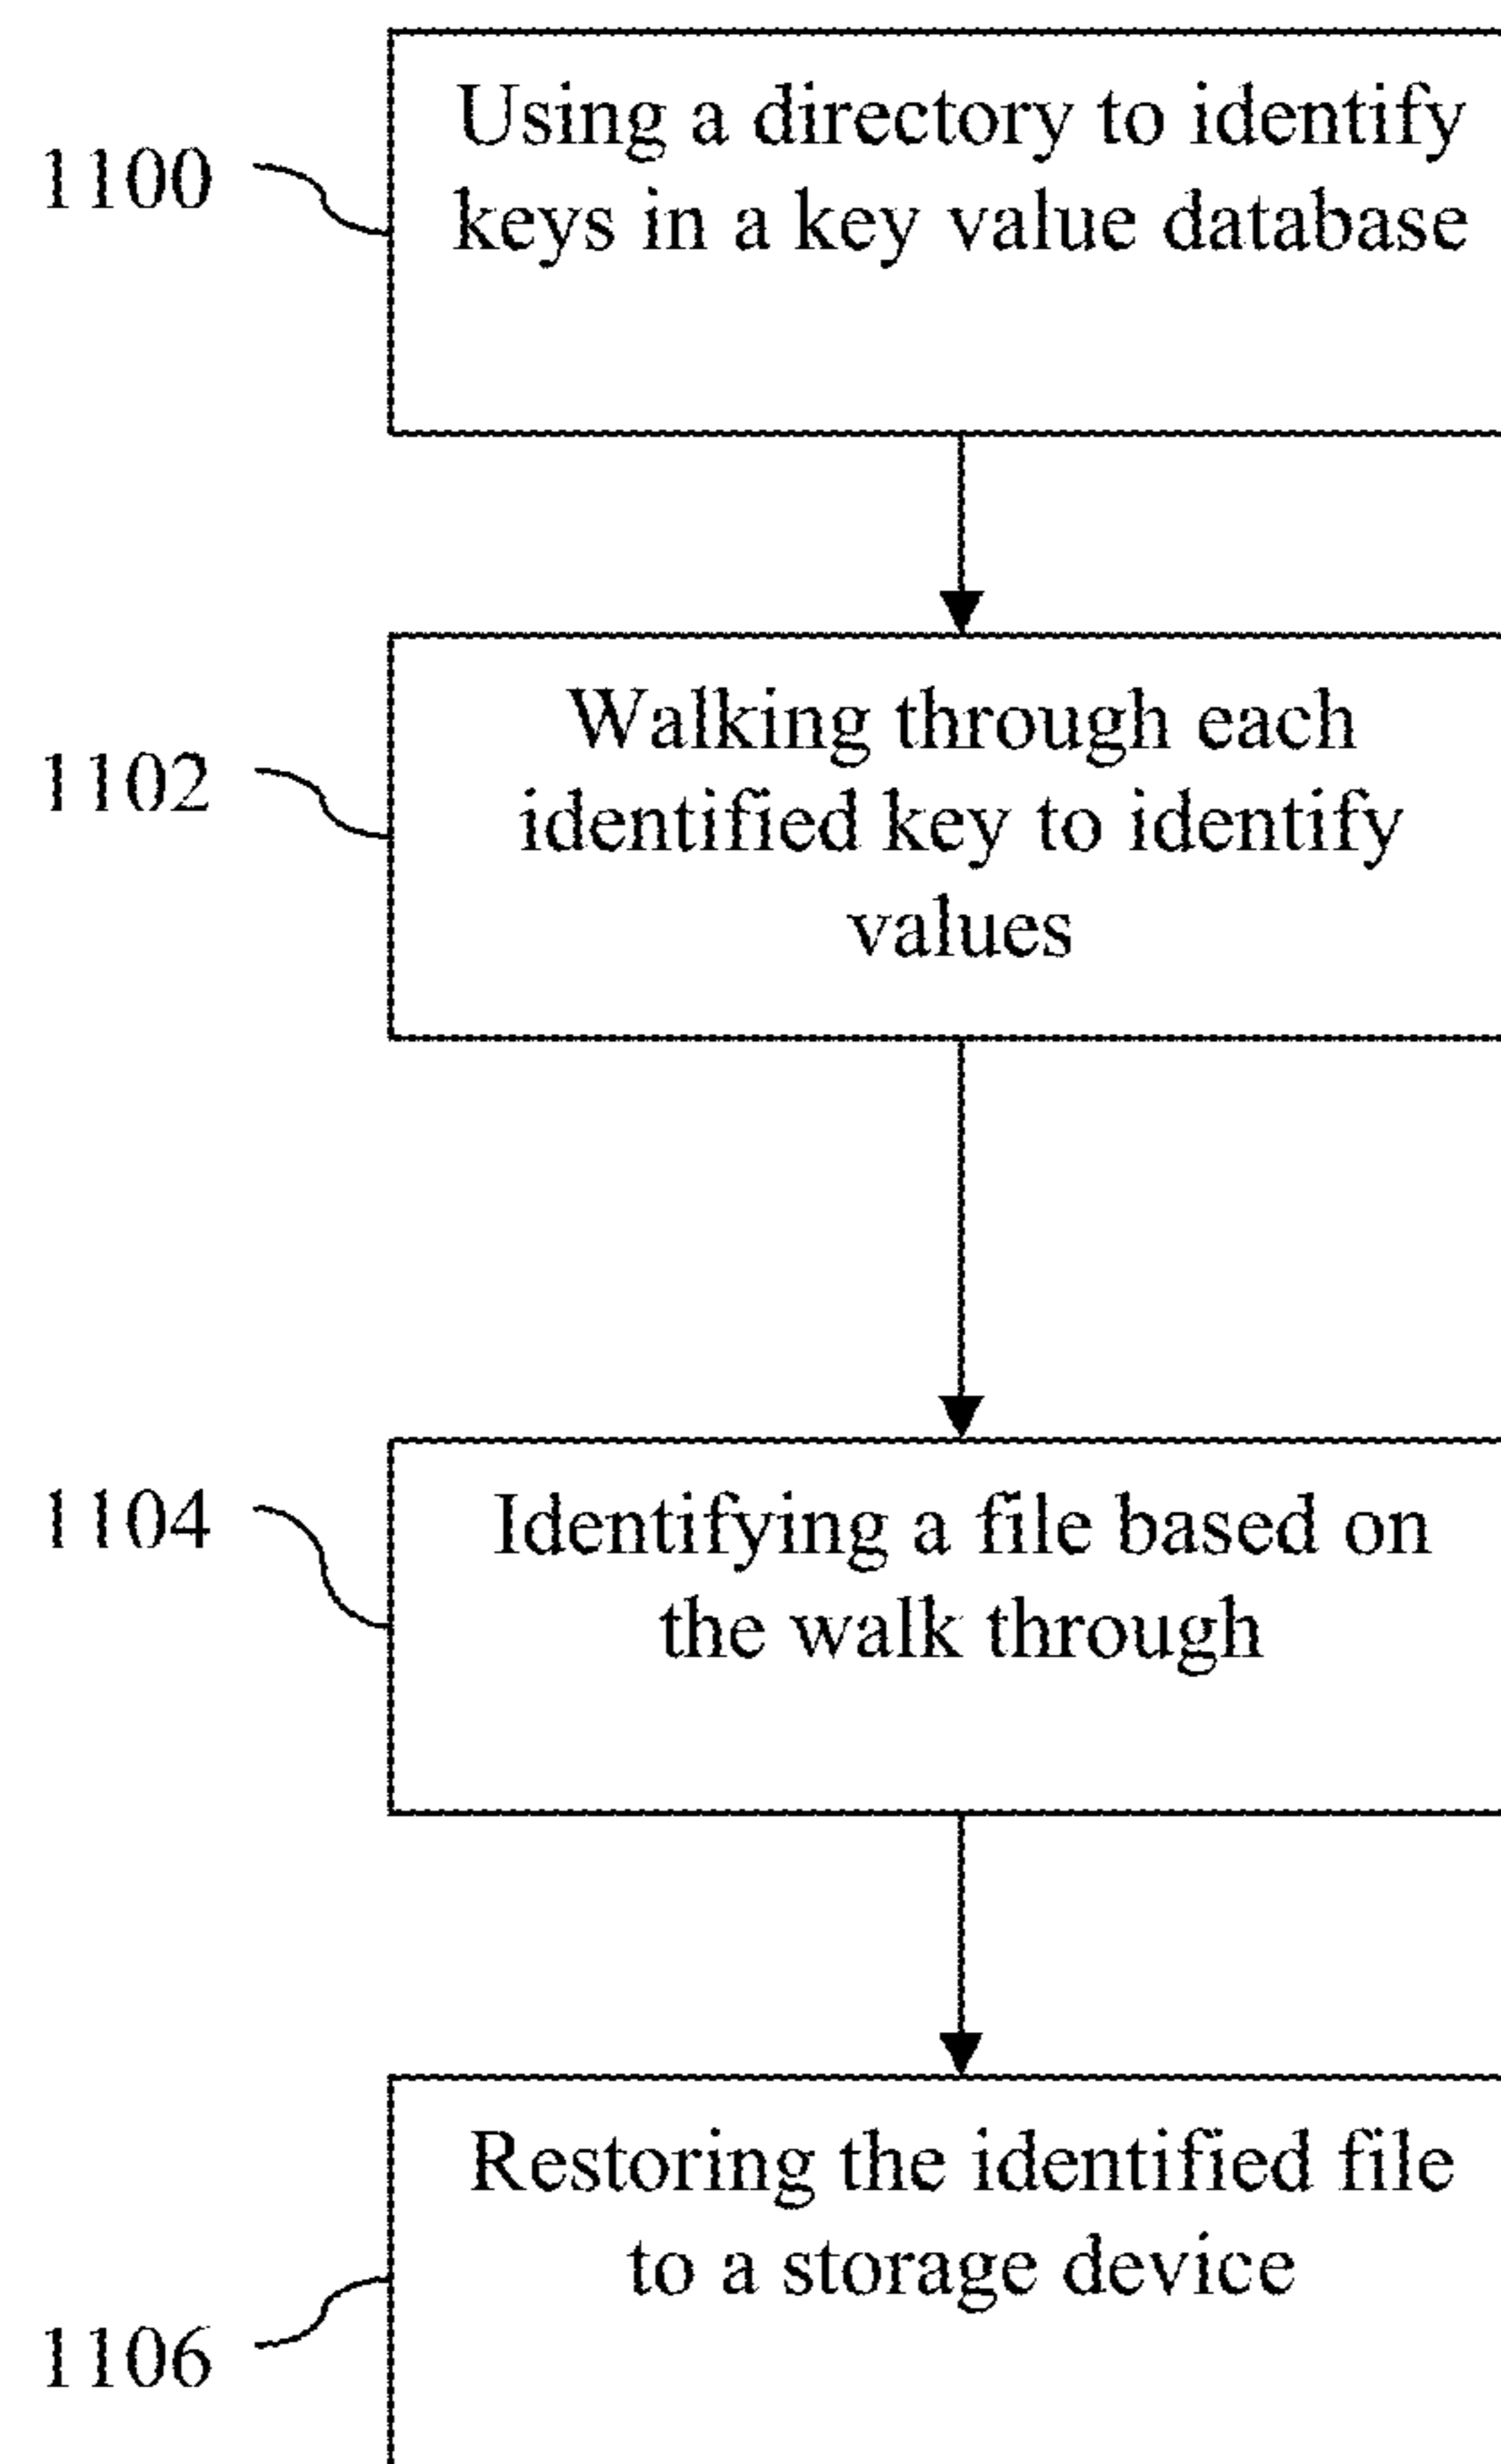 1100
Using a directory to identify
keys in a key value database
1102
Walking through each
identified key to identify
values
1104
Identifying a file based on
the walk through
1106
Restoring the identified file
to a storage device